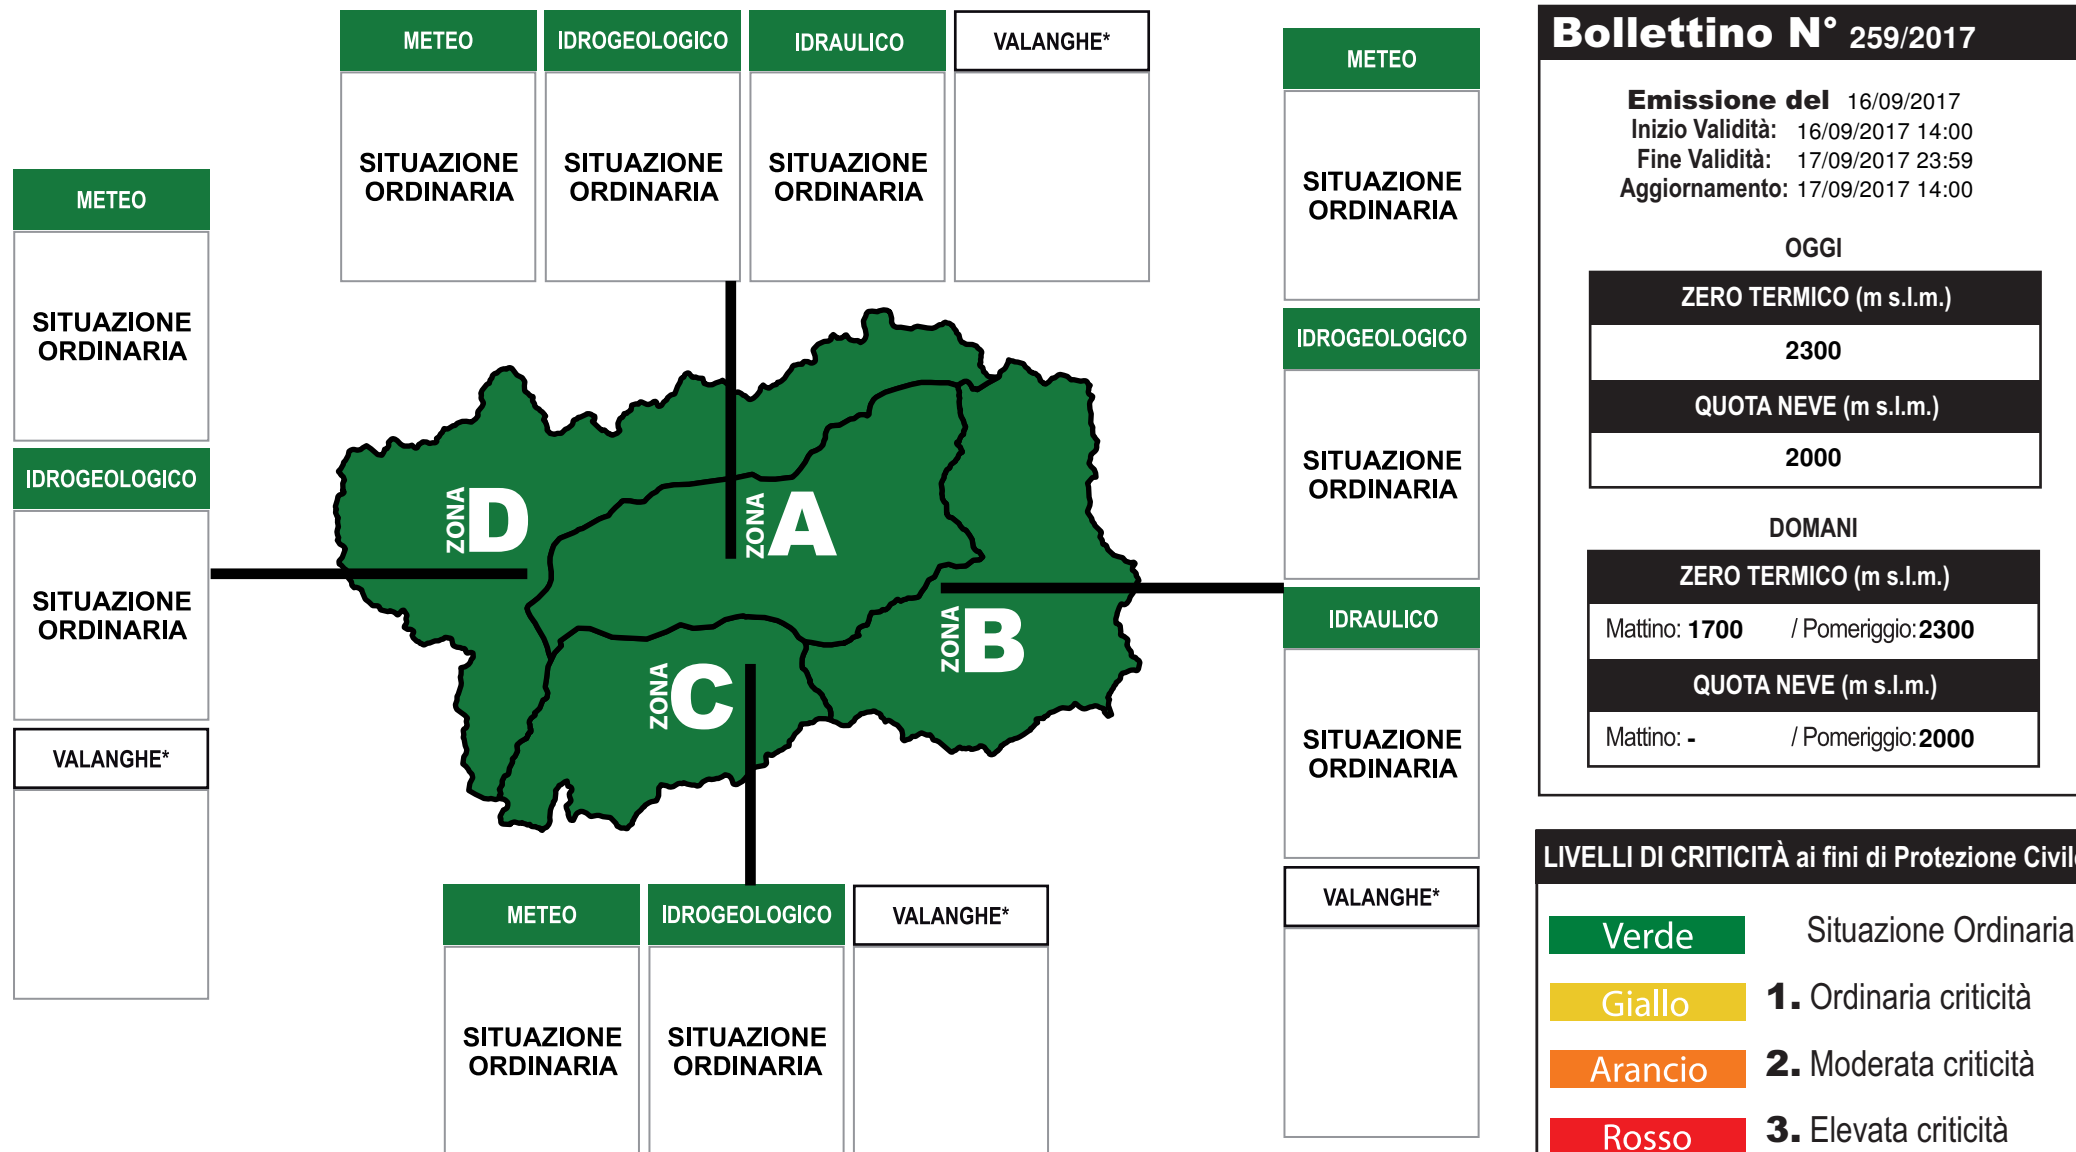 METEO
IDROGEOLOGICO
IDRAULICO
VALANGHE*
SITUAZIONE
ORDINARIA
SITUAZIONE
ORDINARIA
SITUAZIONE
ORDINARIA
METEO
SITUAZIONE
ORDINARIA
IDROGEOLOGICO
SITUAZIONE
ORDINARIA
VALANGHE*
ZONA D
ZONA A
ZONA B
ZONA C
METEO
SITUAZIONE
ORDINARIA
IDROGEOLOGICO
SITUAZIONE
ORDINARIA
IDRAULICO
SITUAZIONE
ORDINARIA
VALANGHE*
METEO
IDROGEOLOGICO
VALANGHE*
SITUAZIONE
ORDINARIA
SITUAZIONE
ORDINARIA
Bollettino N° 259/2017
Emissione del 16/09/2017
Inizio Validità: 16/09/2017 14:00
Fine Validità: 17/09/2017 23:59
Aggiornamento: 17/09/2017 14:00
OGGI
ZERO TERMICO (m s.l.m.)
2300
QUOTA NEVE (m s.l.m.)
2000
DOMANI
ZERO TERMICO (m s.l.m.)
Mattino: 1700 / Pomeriggio: 2300
QUOTA NEVE (m s.l.m.)
Mattino: - / Pomeriggio: 2000
LIVELLI DI CRITICITÀ ai fini di Protezione Civile
Verde Situazione Ordinaria
Giallo 1. Ordinaria criticità
Arancio 2. Moderata criticità
Rosso 3. Elevata criticità